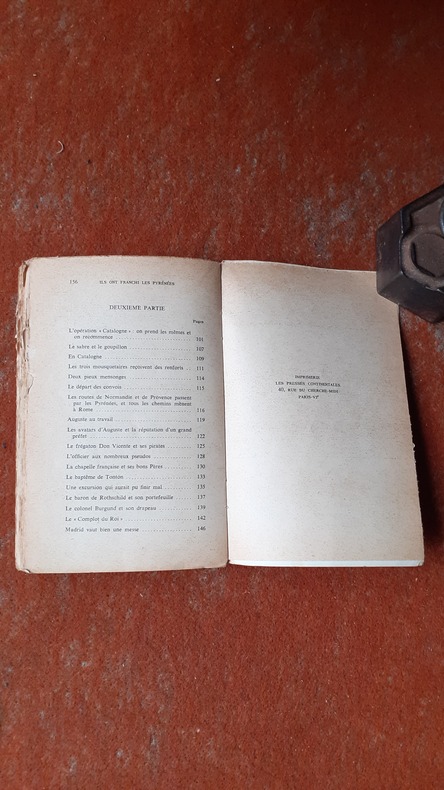 156 ILS ONT FRANCHI LES PYRÉNÉES
DEUXIEME PARTIE
Pages
L'opération « Catalogne » : on prend les mêmes et
on recommence 101
Le sabre et le goupillon 107
En Catalogne 109
Les trois mousquetaires reçoivent des renforts 111
Deux pieux mensonges 114
Le départ des convois 115
Les routes de Normandie et de Provence passent
par les Pyrénées, et tous les chemins mènent
à Rome 116
Auguste au travail 119
Les avatars d'Auguste et la réputation d'un grand
préfet 122
Le frégaton Don Vicente et ses pirates 125
L'officier aux nombreux pseudos 128
La chapelle française et ses bons Pères 130
Le baptême de Tonton 133
Une excursion qui aurait pu finir mal 135
Le baron de Rothschild et son portefeuille 137
Le colonel Burgund et son drapeau 139
Le « Complot du Roi » 142
Madrid vaut bien une messe 146
IMPRIMERIE
LES PRESSES CONTINENTALES
40, RUE DU CHERCHE-MIDI
PARIS-VIᵉ